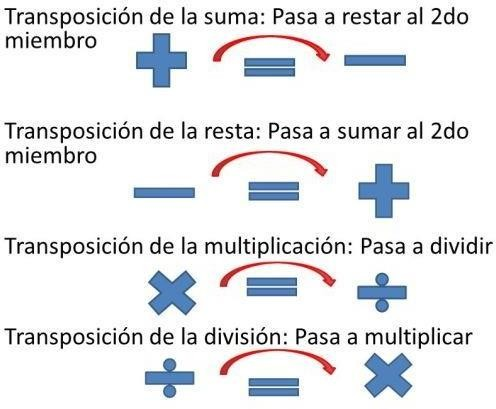 Transposición de la suma: Pasa a restar al 2do
miembro
Transposición de la resta: Pasa a sumar al 2do
miembro
Transposición de la multiplicación: Pasa a dividir
Transposición de la división: Pasa a multiplicar